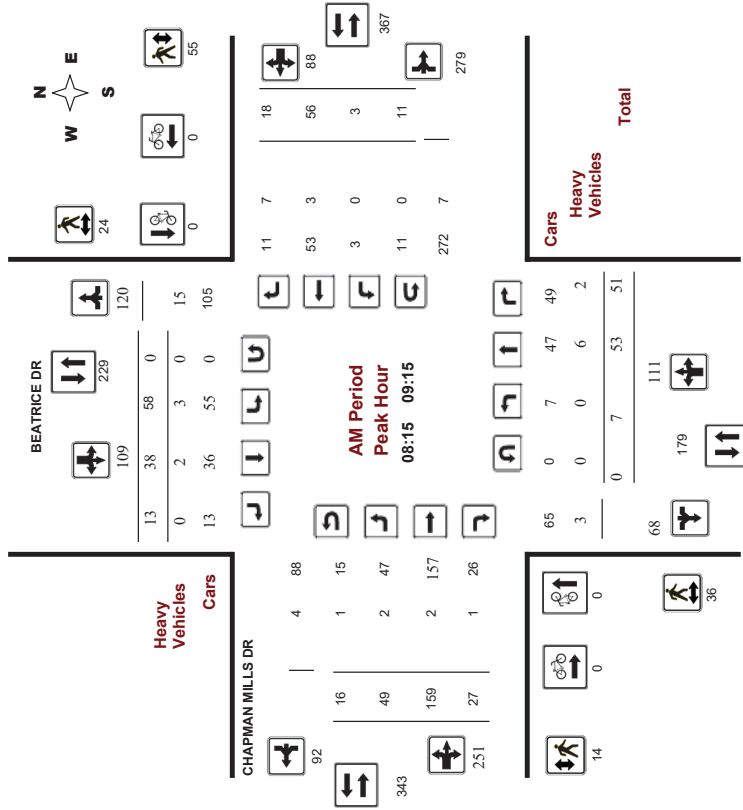 N
W E
S
24
55
0
0
BEATRICE DR
229
109
120
13 38 58 0
0 2 3 0 15
13 36 55 0 105
Heavy
Vehicles
Cars
367
88
279
11 7 18
53 3 56
3 0 3
11 0 11
272 7
AM Period
Peak Hour
08:15 09:15
CHAPMAN MILLS DR
4 88
16 1 15
49 2 47
159 2 157
27 1 26
92
343
251
Cars
Heavy
Vehicles
Total
65 0 7 47 49
3 0 0 6 2
0 7 53 51
68
179
111
14
0
0
36